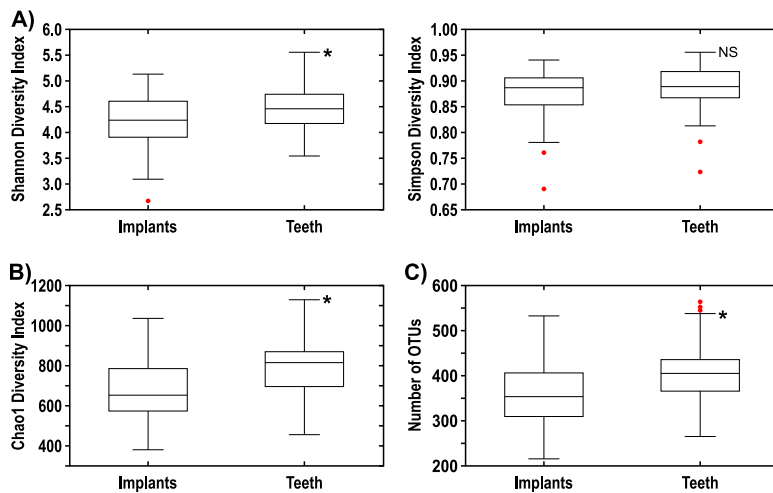 A)
Shannon Diversity Index
6.0
5.5
5.0
4.5
4.0
3.5
3.0
2.5
*
Implants Teeth
Simpson Diversity Index
1.00
0.95
0.90
0.85
0.80
0.75
0.70
0.65
NS
Implants Teeth
B)
Chao1 Diversity Index
1200
1000
800
600
400
*
Implants Teeth
C)
Number of OTUs
600
500
400
300
200
*
Implants Teeth